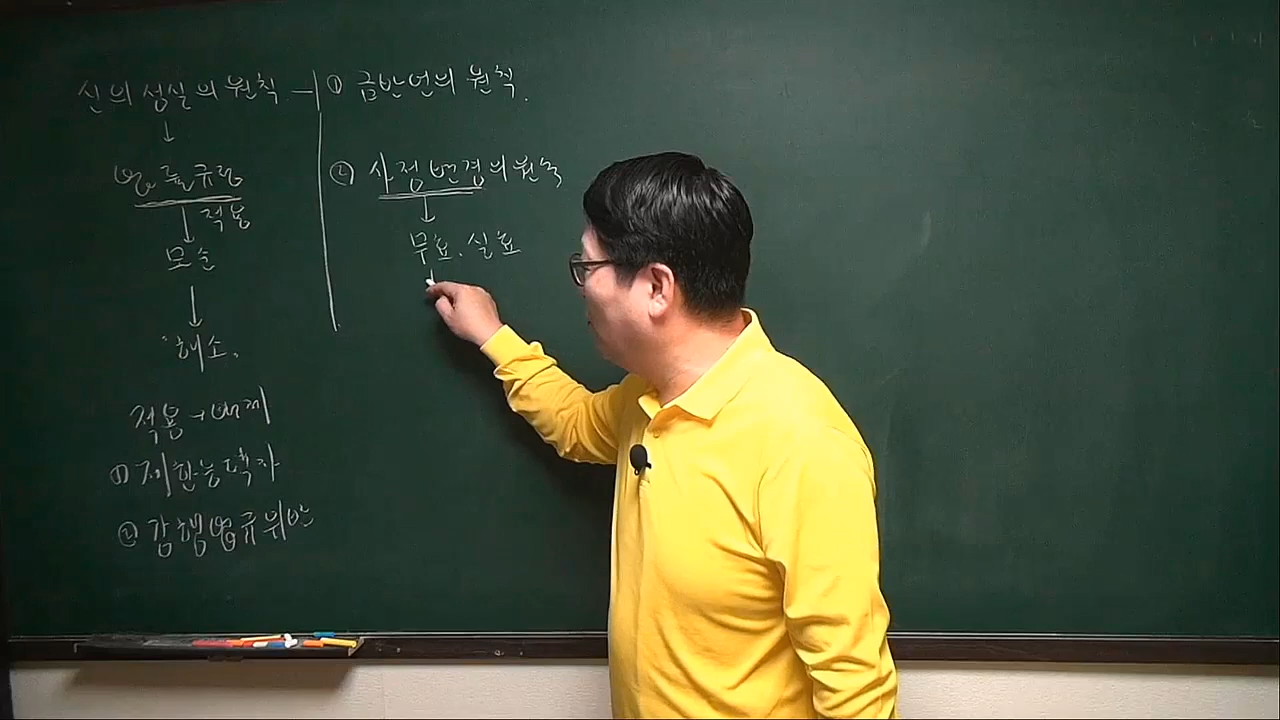 신의성실의 원칙 — ① 금반언의 원칙.
↓
법률규정
↓ 적용
모순
↓
"해소"
적용 → 배제
① 제한능력자
② 강행법규위반
② 사정변경의 원칙
↓
무효. 실효